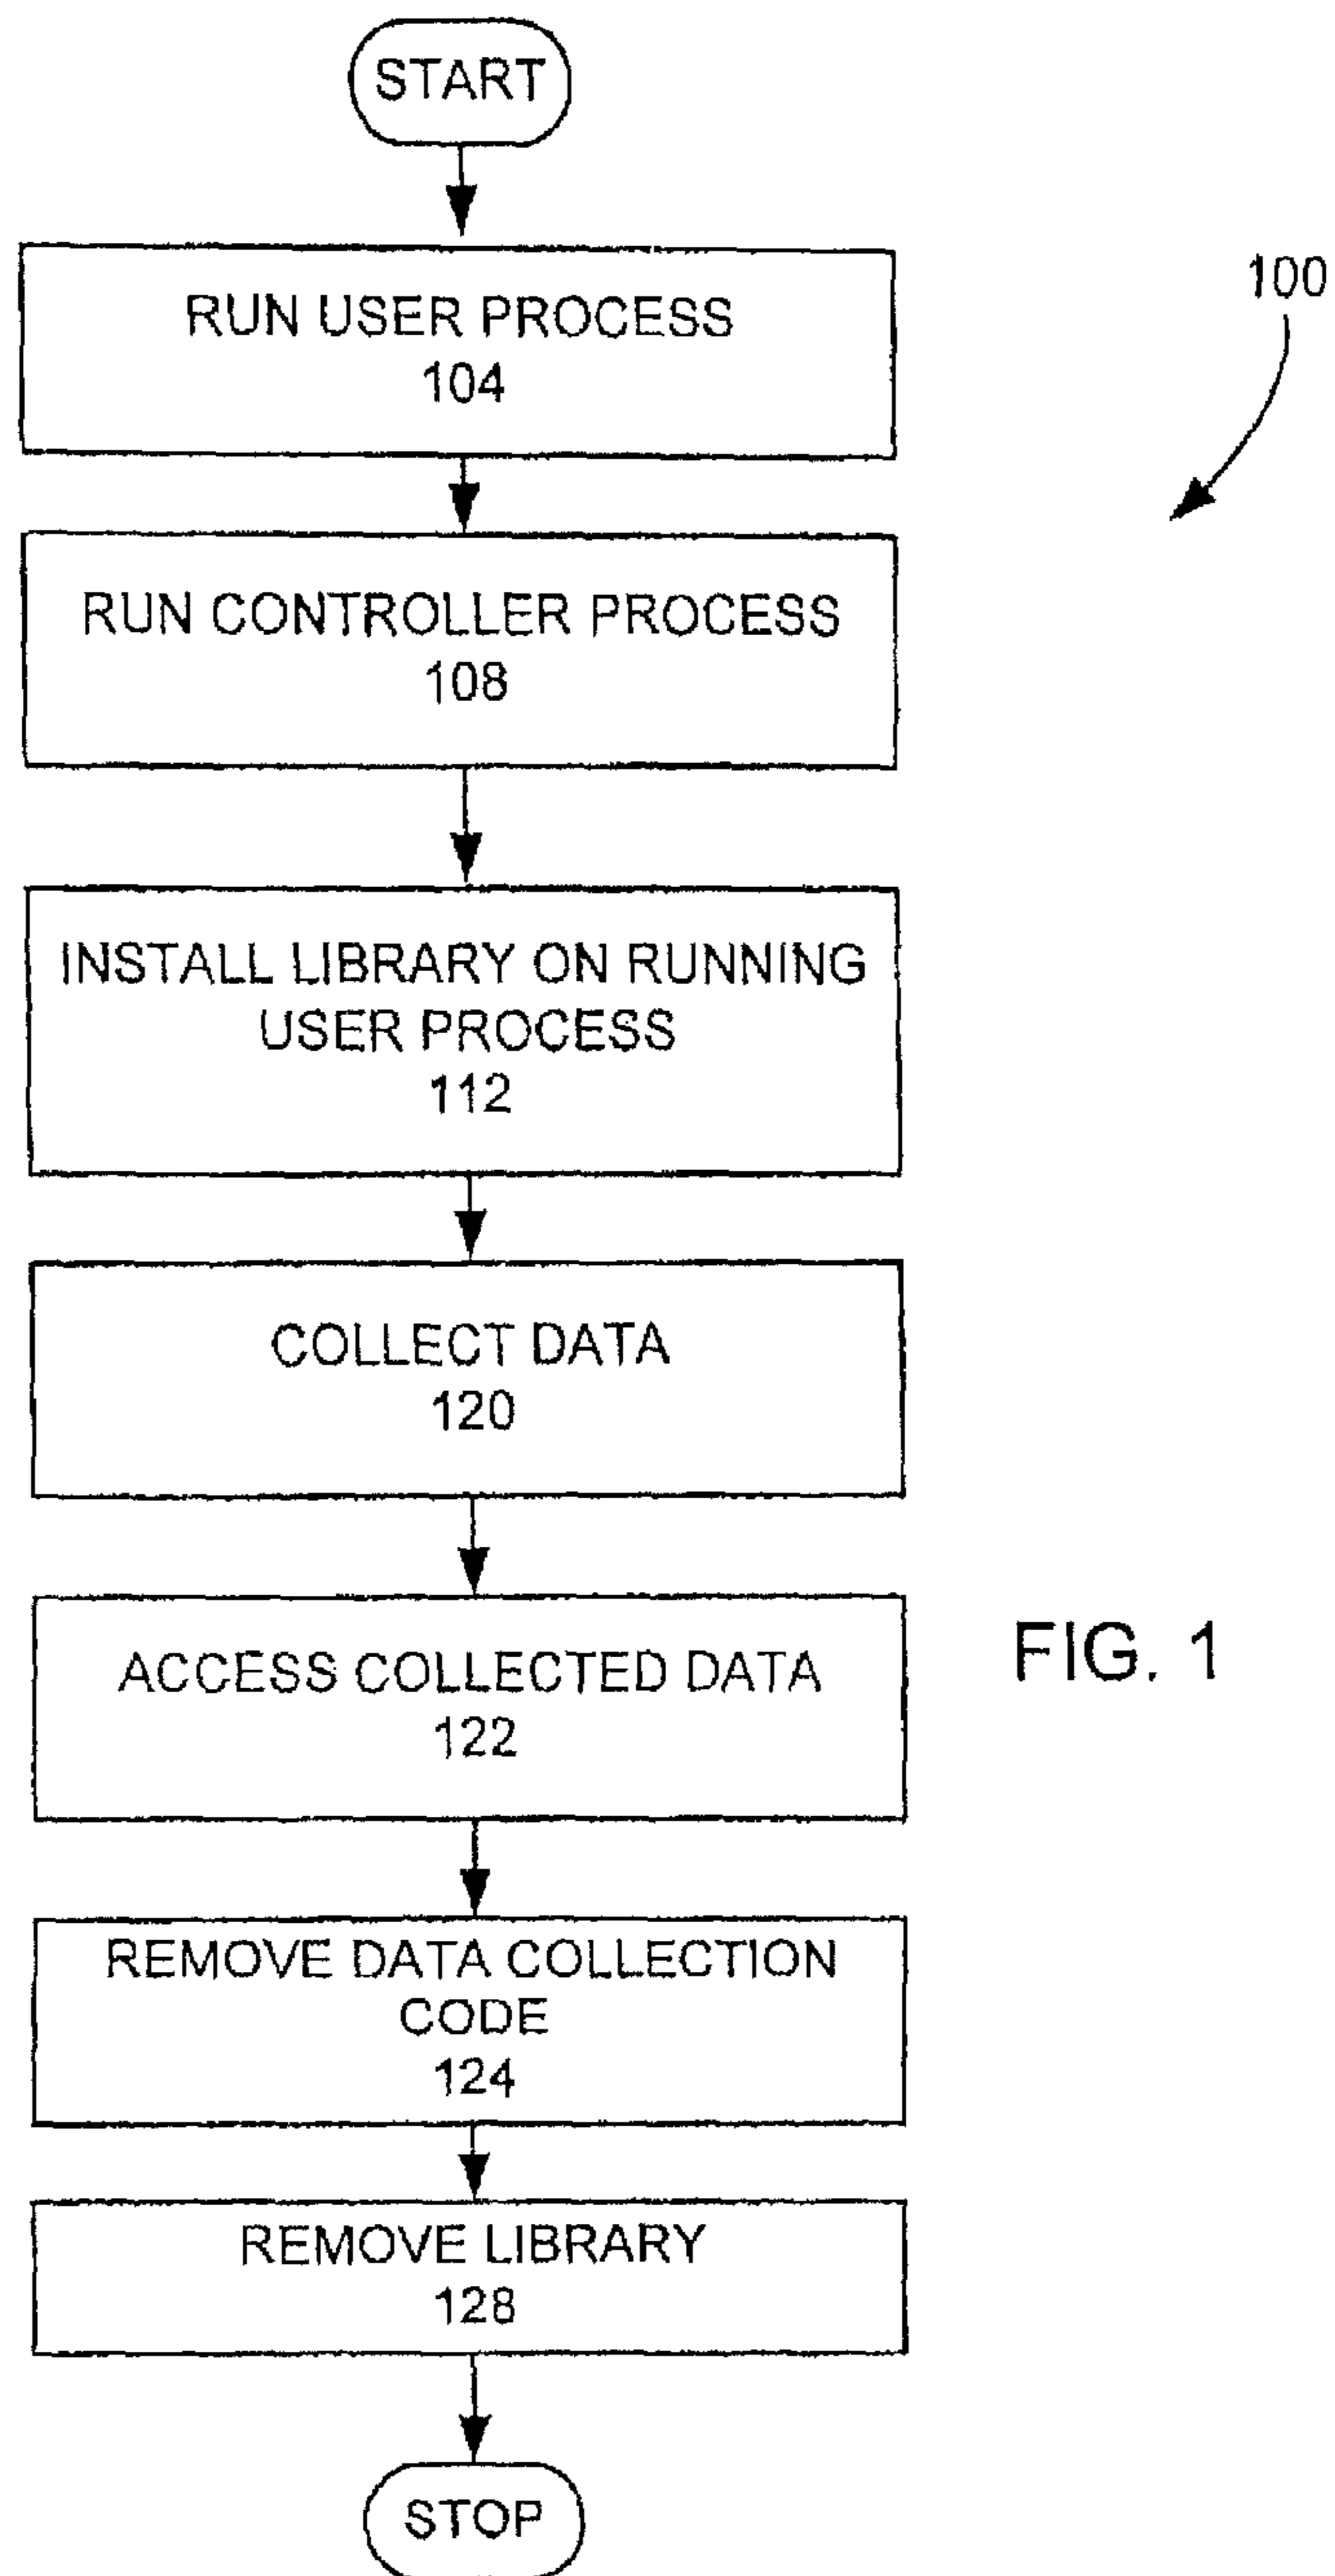 START
RUN USER PROCESS
104
100
RUN CONTROLLER PROCESS
108
INSTALL LIBRARY ON RUNNING
USER PROCESS
112
COLLECT DATA
120
ACCESS COLLECTED DATA
122
FIG. 1
REMOVE DATA COLLECTION
CODE
124
REMOVE LIBRARY
128
STOP